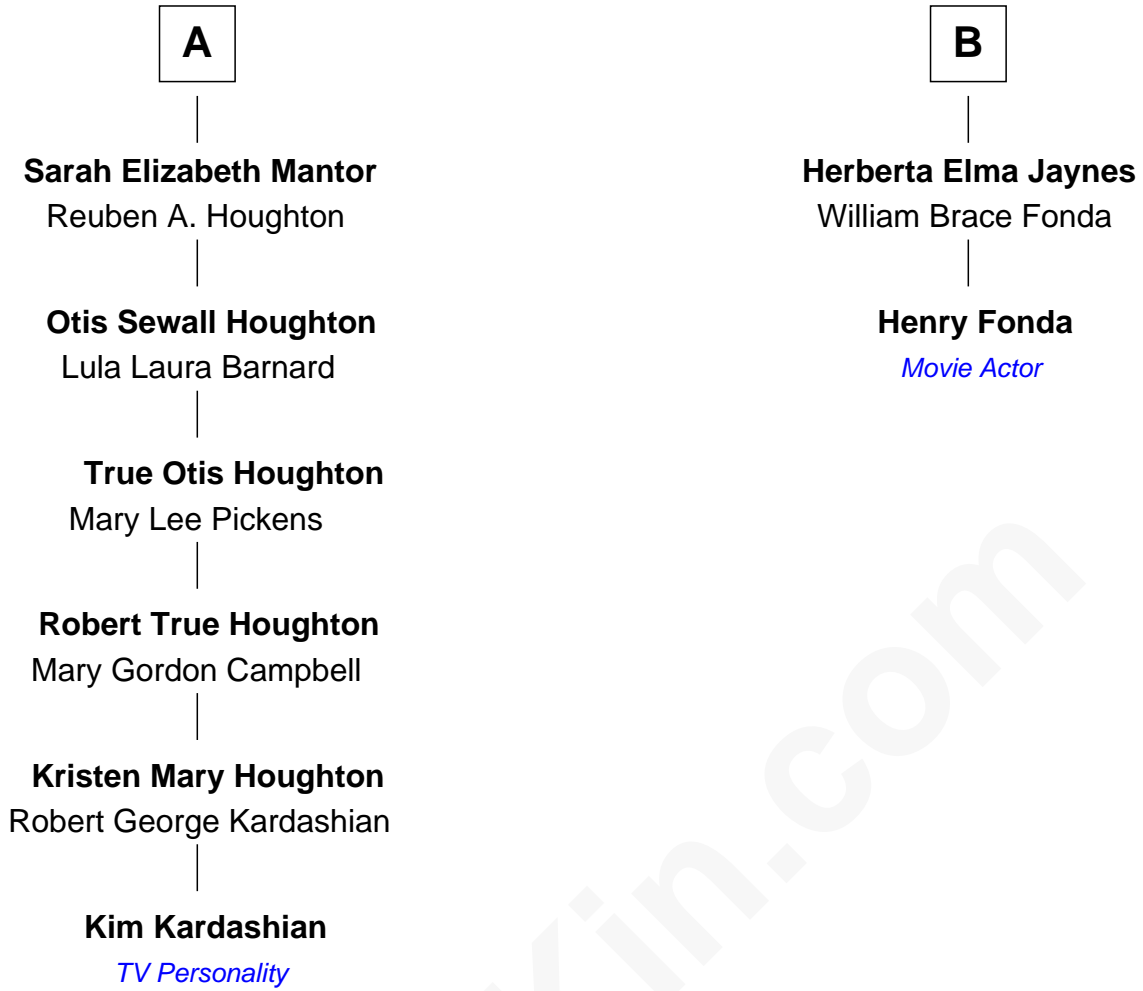 A
Sarah Elizabeth Mantor
Reuben A. Houghton
Otis Sewall Houghton
Lula Laura Barnard
True Otis Houghton
Mary Lee Pickens
Robert True Houghton
Mary Gordon Campbell
Kristen Mary Houghton
Robert George Kardashian
Kim Kardashian
TV Personality
B
Herberta Elma Jaynes
William Brace Fonda
Henry Fonda
Movie Actor